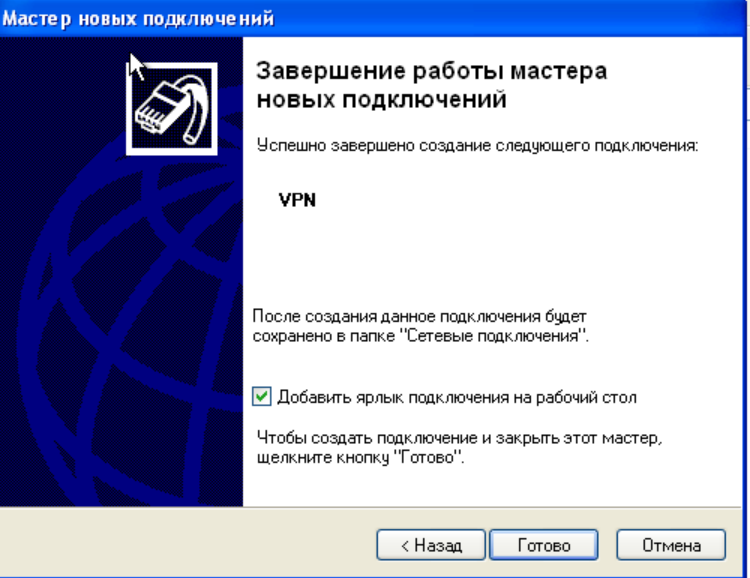 Мастер новых подключений
Завершение работы мастера
новых подключений
Успешно завершено создание следующего подключения:
VPN
После создания данное подключения будет
сохранено в папке "Сетевые подключения".
Добавить ярлык подключения на рабочий стол
Чтобы создать подключение и закрыть этот мастер,
щелкните кнопку "Готово".
< Назад Готово Отмена